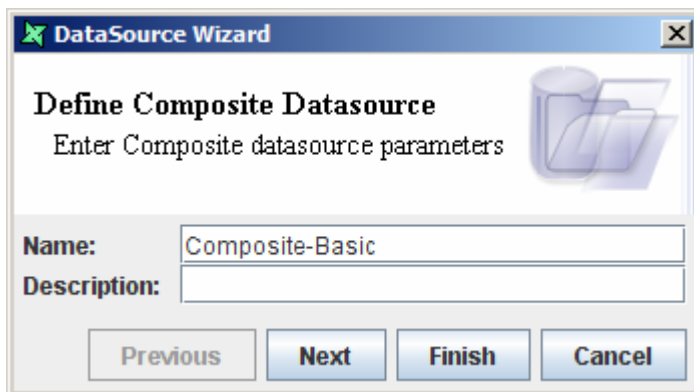 DataSource Wizard
Define Composite Datasource
Enter Composite datasource parameters
Name: Composite-Basic
Description:
Previous Next Finish Cancel